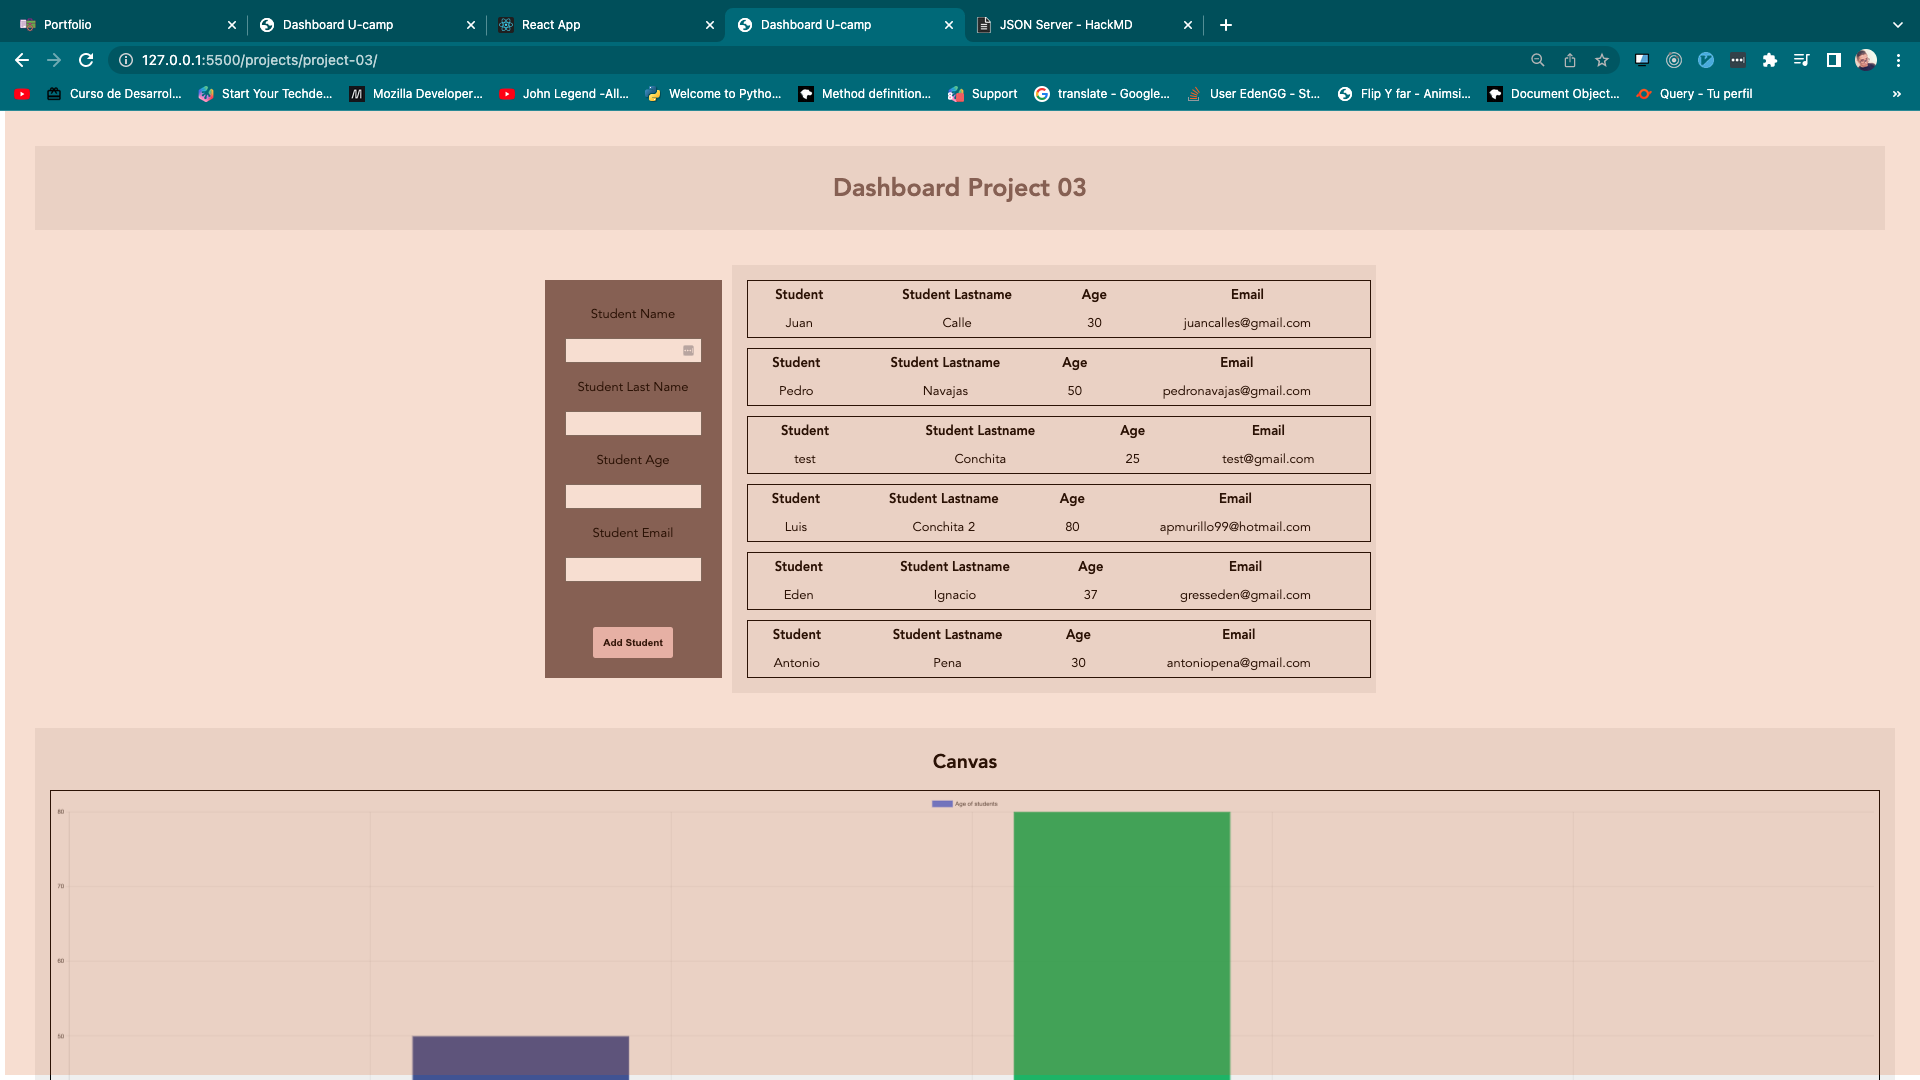 Portfolio
Dashboard U-camp
React App
Dashboard U-camp
JSON Server - HackMD
127.0.0.1:5500/projects/project-03/
Curso de Desarrol...
Start Your Techde...
Mozilla Developer...
John Legend -All...
Welcome to Pytho...
Method definition...
Support
translate - Google...
User EdenGG - St...
Flip Y far - Animsi...
Document Object...
Query - Tu perfil
Dashboard Project 03
Student Name
Student Last Name
Student Age
Student Email
Add Student
Student Student Lastname Age Email
Juan Calle 30 juancalles@gmail.com
Student Student Lastname Age Email
Pedro Navajas 50 pedronavajas@gmail.com
Student Student Lastname Age Email
test Conchita 25 test@gmail.com
Student Student Lastname Age Email
Luis Conchita 2 80 apmurillo99@hotmail.com
Student Student Lastname Age Email
Eden Ignacio 37 gresseden@gmail.com
Student Student Lastname Age Email
Antonio Pena 30 antoniopena@gmail.com
Canvas
Age of students
80
70
60
50